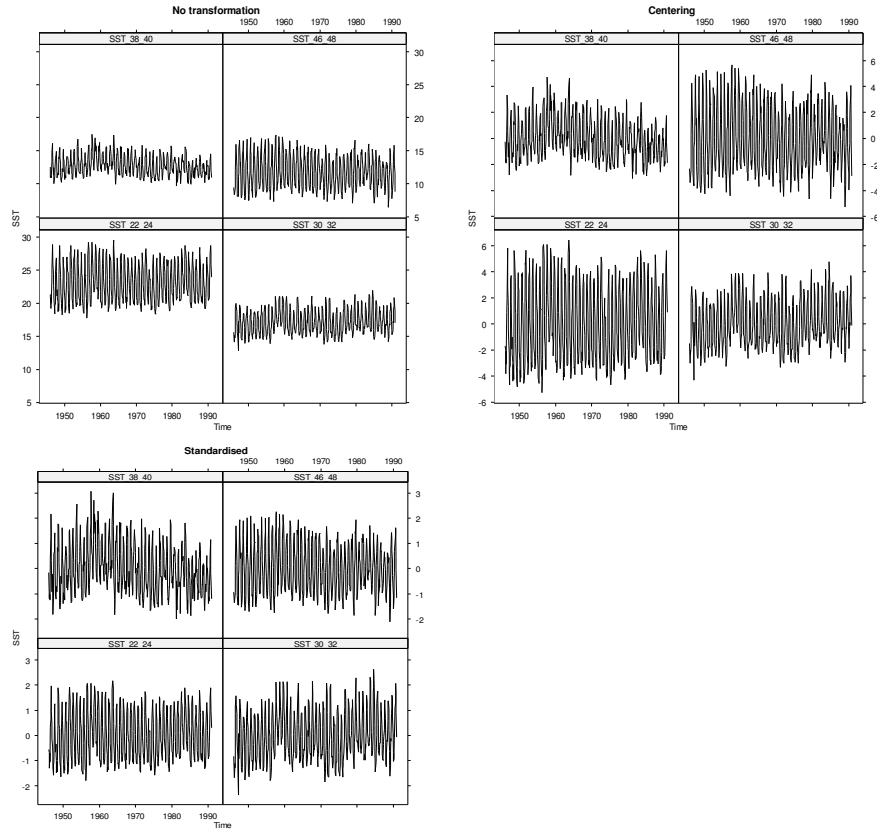 No transformation
1950 1960 1970 1980 1990
SST_38_40 SST_46_48
30
25
20
15
10
5
SST_22_24 SST_30_32
30
25
20
15
10
5
SST
1950 1960 1970 1980 1990
Time
Centering
1950 1960 1970 1980 1990
SST_38_40 SST_46_48
6
4
2
0
-2
-4
-6
SST_22_24 SST_30_32
6
4
2
0
-2
-4
-6
SST
1950 1960 1970 1980 1990
Time
Standardised
1950 1960 1970 1980 1990
SST_38_40 SST_46_48
3
2
1
0
-1
-2
SST_22_24 SST_30_32
3
2
1
0
-1
-2
SST
1950 1960 1970 1980 1990
Time